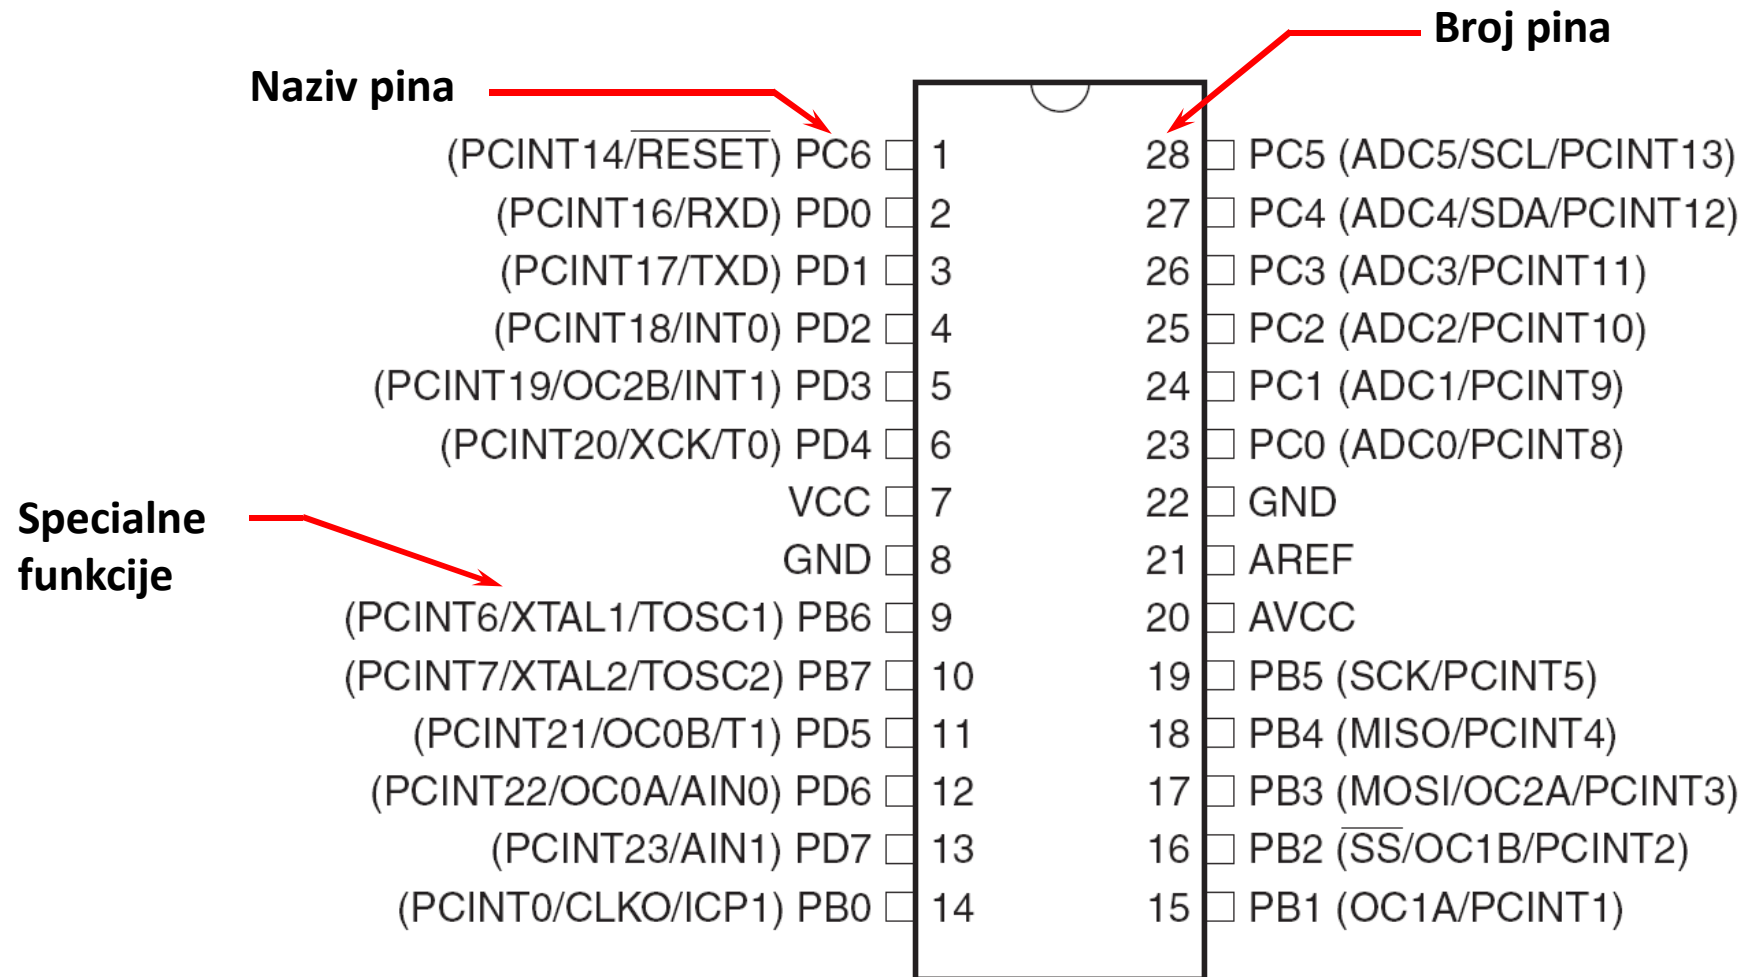 Broj pina
Naziv pina
(PCINT14/RESET) PC6 1 28 PC5 (ADC5/SCL/PCINT13)
(PCINT16/RXD) PD0 2 27 PC4 (ADC4/SDA/PCINT12)
(PCINT17/TXD) PD1 3 26 PC3 (ADC3/PCINT11)
(PCINT18/INT0) PD2 4 25 PC2 (ADC2/PCINT10)
(PCINT19/OC2B/INT1) PD3 5 24 PC1 (ADC1/PCINT9)
(PCINT20/XCK/T0) PD4 6 23 PC0 (ADC0/PCINT8)
VCC 7 22 GND
Specialne
funkcije
GND 8 21 AREF
(PCINT6/XTAL1/TOSC1) PB6 9 20 AVCC
(PCINT7/XTAL2/TOSC2) PB7 10 19 PB5 (SCK/PCINT5)
(PCINT21/OC0B/T1) PD5 11 18 PB4 (MISO/PCINT4)
(PCINT22/OC0A/AIN0) PD6 12 17 PB3 (MOSI/OC2A/PCINT3)
(PCINT23/AIN1) PD7 13 16 PB2 (SS/OC1B/PCINT2)
(PCINT0/CLKO/ICP1) PB0 14 15 PB1 (OC1A/PCINT1)